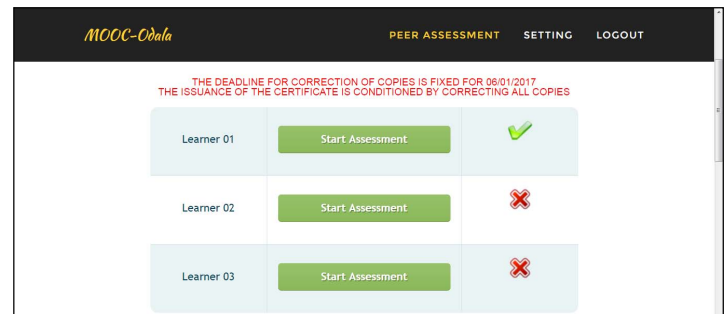 MOOC-Odala PEER ASSESSMENT SETTING LOGOUT
THE DEADLINE FOR CORRECTION OF COPIES IS FIXED FOR 06/01/2017
THE ISSUANCE OF THE CERTIFICATE IS CONDITIONED BY CORRECTING ALL COPIES
Learner 01 Start Assessment
Learner 02 Start Assessment
Learner 03 Start Assessment